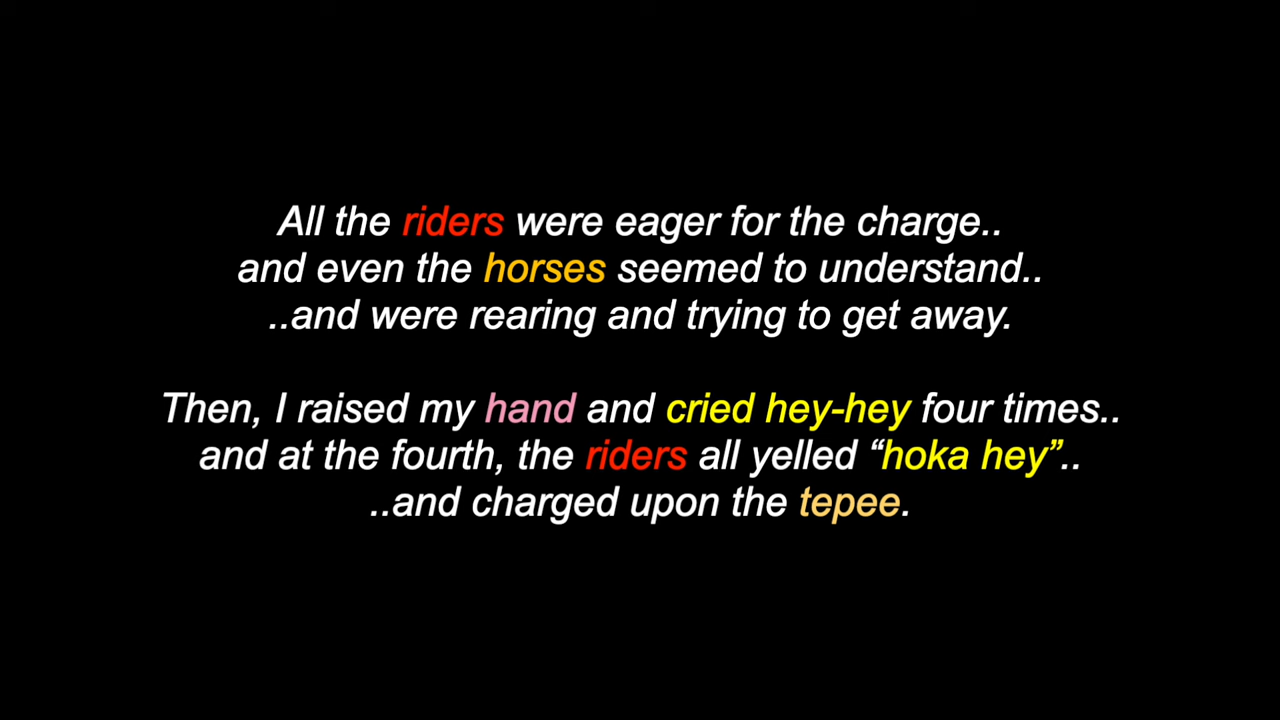 All the riders were eager for the charge..
and even the horses seemed to understand..
..and were rearing and trying to get away.
Then, I raised my hand and cried hey-hey four times..
and at the fourth, the riders all yelled “hoka hey”..
..and charged upon the tepee.